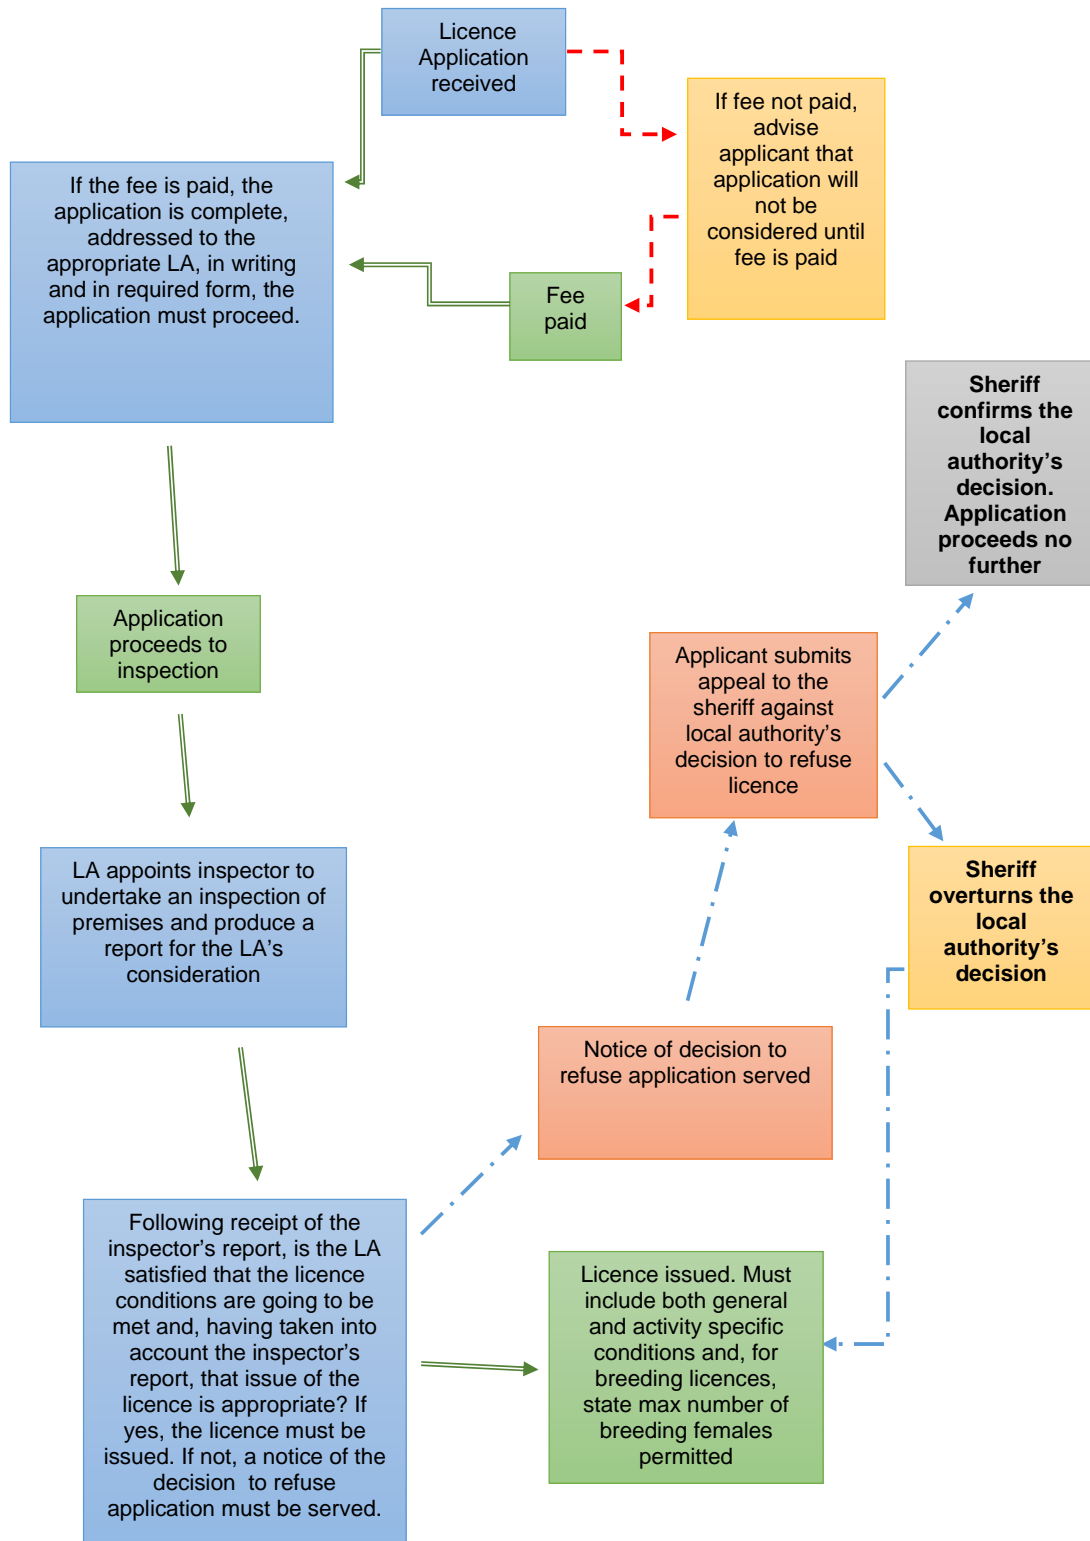 Licence
Application
received
If fee not paid,
advise
applicant that
application will
not be
considered until
fee is paid
If the fee is paid, the
application is complete,
addressed to the
appropriate LA, in writing
and in required form, the
application must proceed.
Fee
paid
Sheriff
confirms the
local
authority’s
decision.
Application
proceeds no
further
Application
proceeds to
inspection
Applicant submits
appeal to the
sheriff against
local authority’s
decision to refuse
licence
LA appoints inspector to
undertake an inspection of
premises and produce a
report for the LA’s
consideration
Sheriff
overturns the
local
authority’s
decision
Notice of decision to
refuse application served
Following receipt of the
inspector’s report, is the LA
satisfied that the licence
conditions are going to be
met and, having taken into
account the inspector’s
report, that issue of the
licence is appropriate? If
yes, the licence must be
issued. If not, a notice of the
decision  to refuse
application must be served.
Licence issued. Must
include both general
and activity specific
conditions and, for
breeding licences,
state max number of
breeding females
permitted